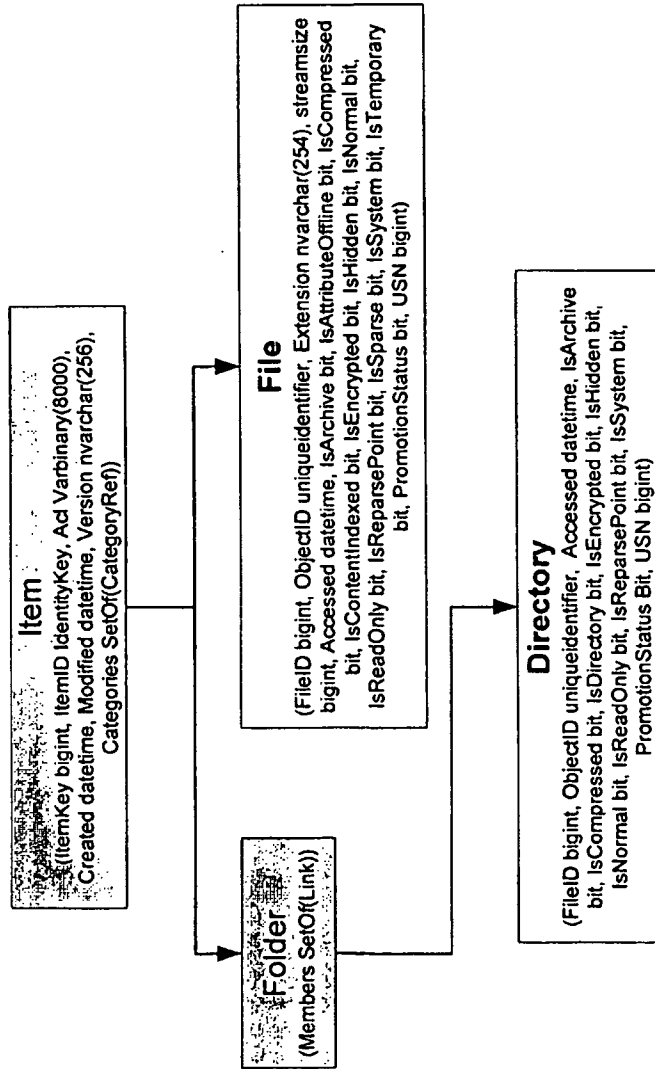 Item
(ItemKey bigint, ItemID IdentityKey, Acl Varbinary(8000),
Created datetime, Modified datetime, Version nvarchar(256),
Categories SetOf(CategoryRef))
Folder
(Members SetOf(Link))
File
(FileID bigint, ObjectID uniqueidentifier, Extension nvarchar(254), streamsize
bigint, Accessed datetime, IsArchive bit, IsAttributeOffline bit, IsCompressed
bit, IsContentIndexed bit, IsEncrypted bit, IsHidden bit, IsNormal bit,
IsReadOnly bit, IsReparsePoint bit, IsSparse bit, IsSystem bit, IsTemporary
bit, PromotionStatus bit, USN bigint)
Directory
(FileID bigint, ObjectID uniqueidentifier, Accessed datetime, IsArchive
bit, IsCompressed bit, IsDirectory bit, IsEncrypted bit, IsHidden bit,
IsNormal bit, IsReadOnly bit, IsReparsePoint bit, IsSystem bit,
PromotionStatus Bit, USN bigint)